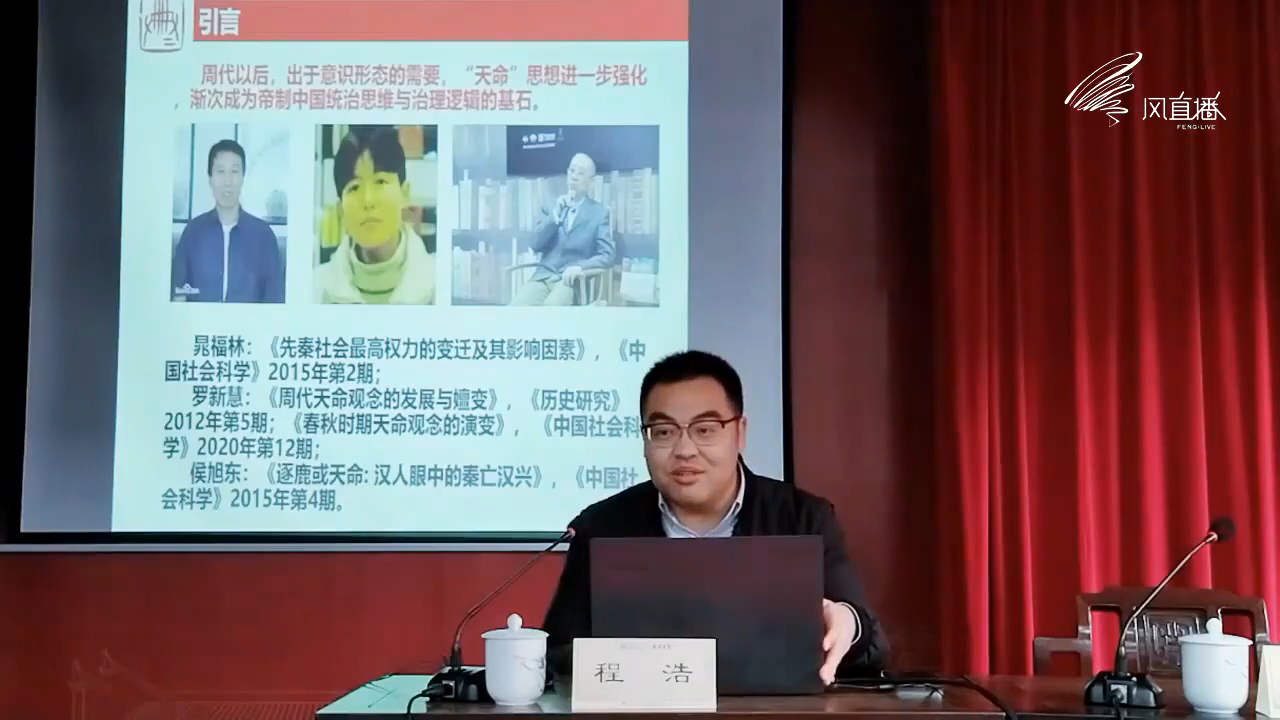 引言
风直播
FENG·LIVE
周代以后，出于意识形态的需要，“天命”思想进一步强化
，渐次成为帝制中国统治思维与治理逻辑的基石。
晁福林：《先秦社会最高权力的变迁及其影响因素》，《中
国社会科学》2015年第2期；
罗新慧：《周代天命观念的发展与嬗变》，《历史研究》
2012年第5期；《春秋时期天命观念的演变》，《中国社会科
学》2020年第12期；
侯旭东：《逐鹿或天命: 汉人眼中的秦亡汉兴》，《中国社
会科学》2015年第4期。
程 浩